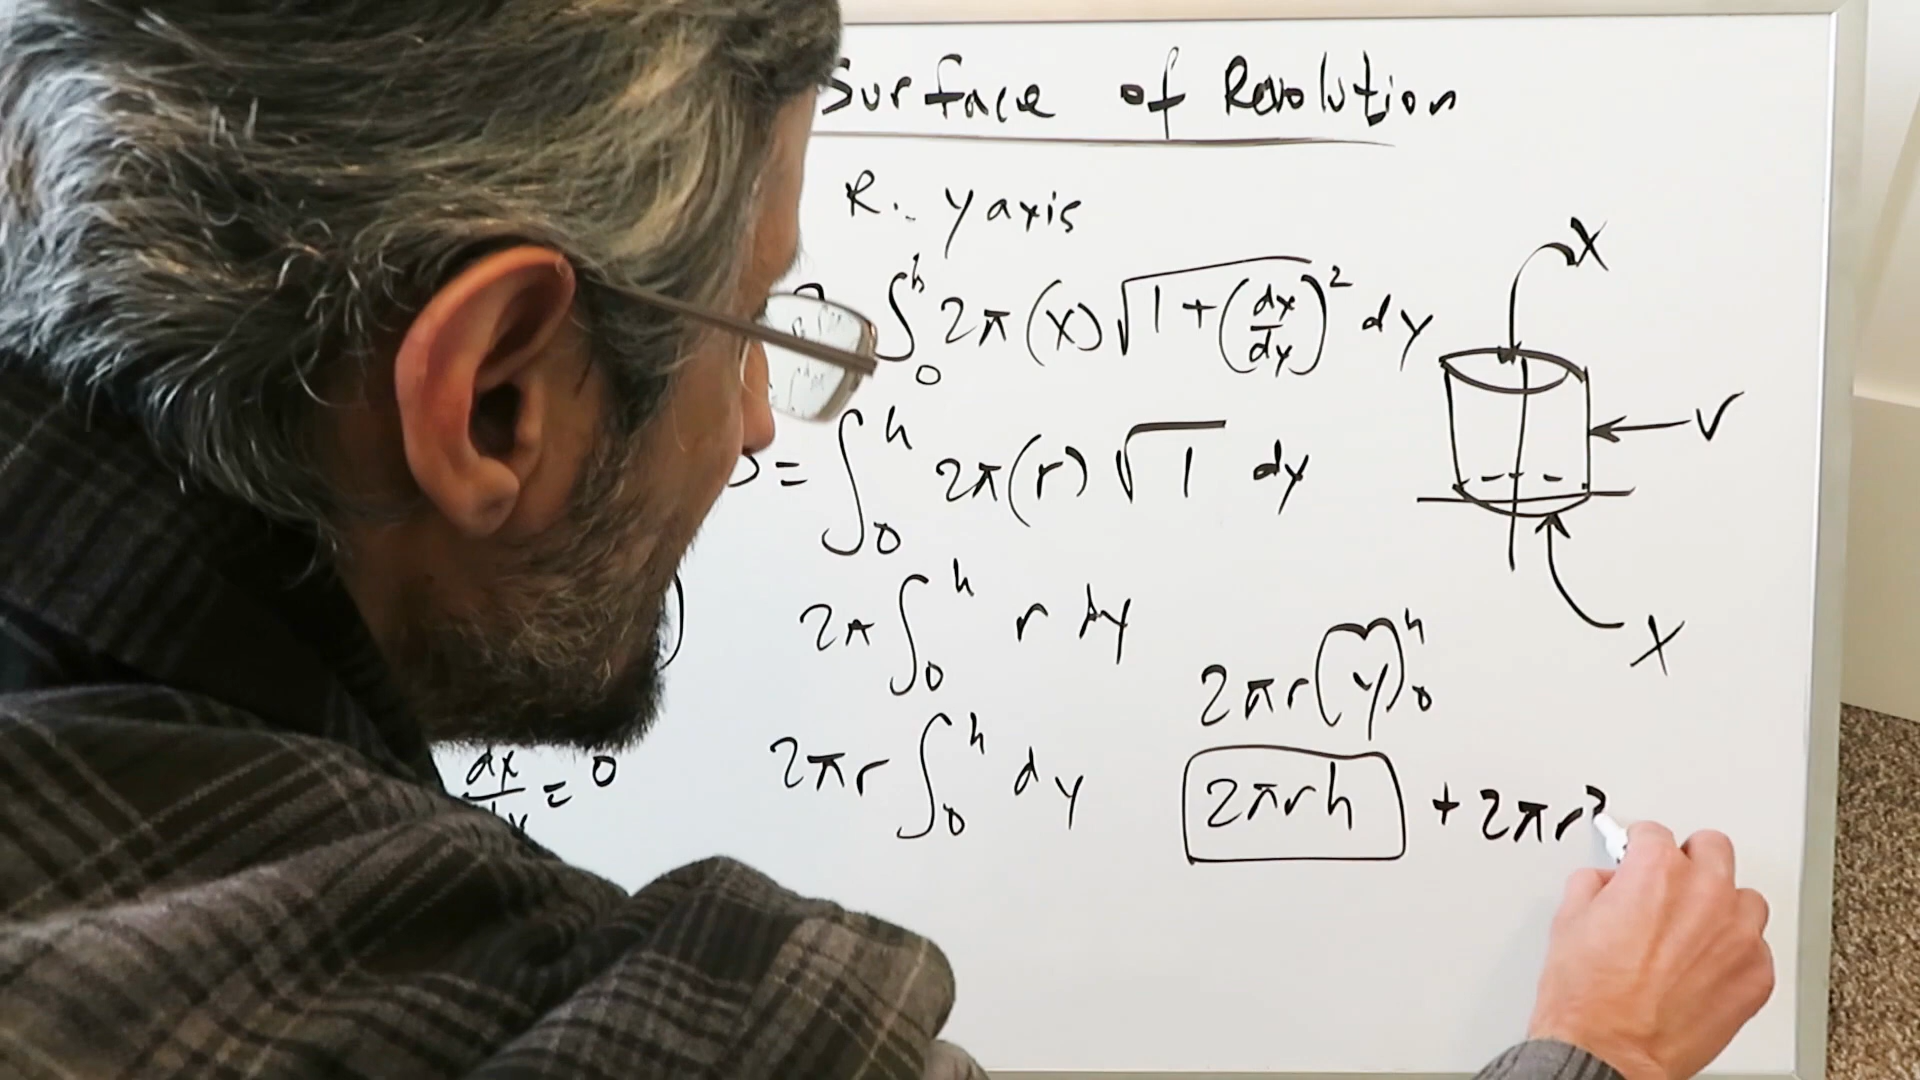 Surface of Revolution
R. y axis
∫₀ʰ 2π(x)√1+(dx/dy)² dy
= ∫₀ʰ 2π(r)√1 dy
2π ∫₀ʰ r dy
2πr ∫₀ʰ dy
2πr(y)₀ʰ
2πrh + 2πr²
dx/dy = 0
X
✓
X